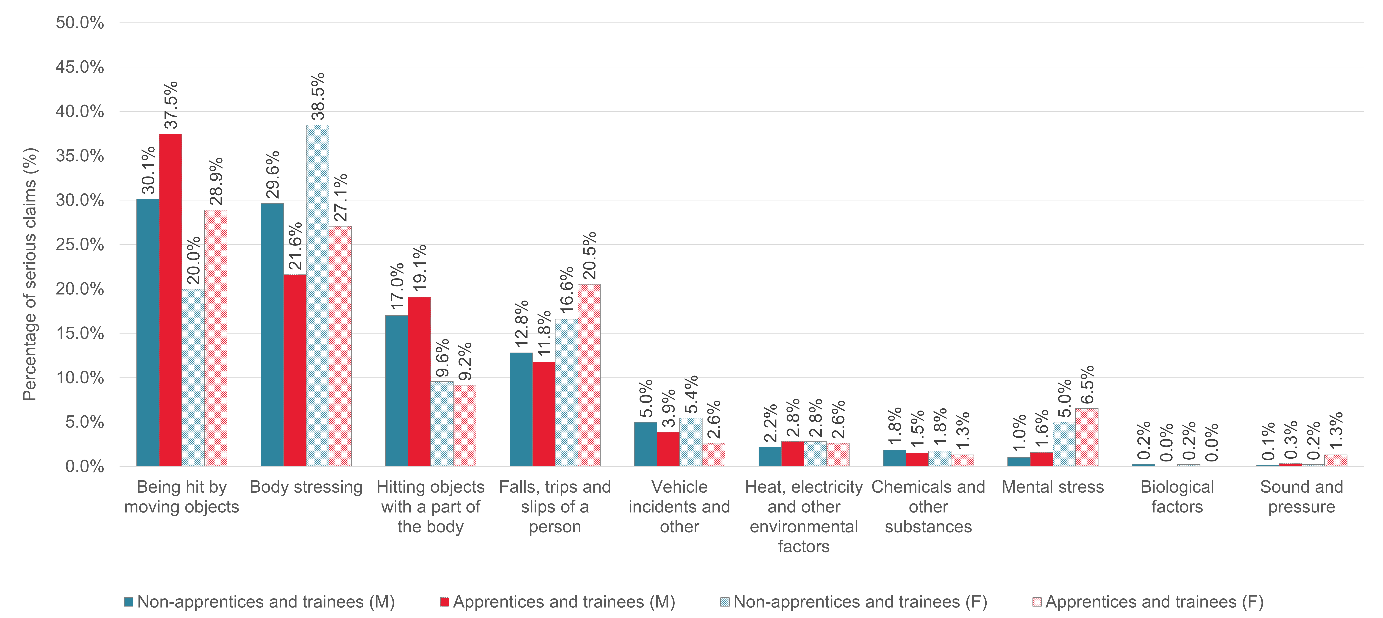 50.0%
45.0%
40.0%
35.0%
30.0%
25.0%
20.0%
15.0%
10.0%
5.0%
0.0%
Percentage of serious claims (%)
30.1%
37.5%
20.0%
28.9%
29.6%
21.6%
38.5%
27.1%
17.0%
19.1%
9.6%
9.2%
12.8%
11.8%
16.6%
20.5%
5.0%
3.9%
5.4%
2.6%
2.2%
2.8%
2.8%
2.6%
1.8%
1.5%
1.8%
1.3%
1.0%
1.6%
5.0%
6.5%
0.2%
0.0%
0.2%
0.0%
0.1%
0.3%
0.2%
1.3%
Being hit by
moving objects
Body stressing
Hitting objects
with a part of
the body
Falls, trips and
slips of a
person
Vehicle
incidents and
other
Heat, electricity
and other
environmental
factors
Chemicals and
other
substances
Mental stress
Biological
factors
Sound and
pressure
Non-apprentices and trainees (M)
Apprentices and trainees (M)
Non-apprentices and trainees (F)
Apprentices and trainees (F)